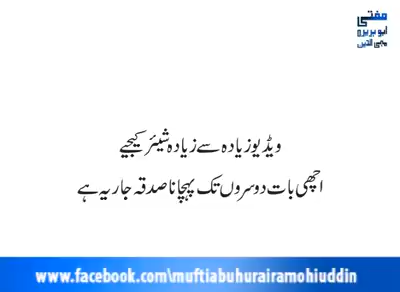 مفتی
ابو ہریرہ
محی الدین
ویڈیو زیادہ سے زیادہ شیئر کیجیے
اچھی بات دوسروں تک پہچانا صدقہ جاریہ ہے
www.facebook.com/muftiabuhurairamohiuddin